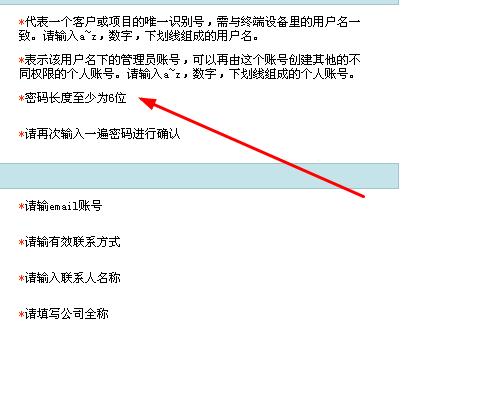 *代表一个客户或项目的唯一识别号，需与终端设备里的用户名一
致。请输入a~z，数字，下划线组成的用户名。
*表示该用户名下的管理员账号，可以再由这个账号创建其他的不
同权限的个人账号。请输入a~z，数字，下划线组成的个人账号。
*密码长度至少为6位
*请再次输入一遍密码进行确认
*请输email账号
*请输有效联系方式
*请输入联系人名称
*请填写公司全称